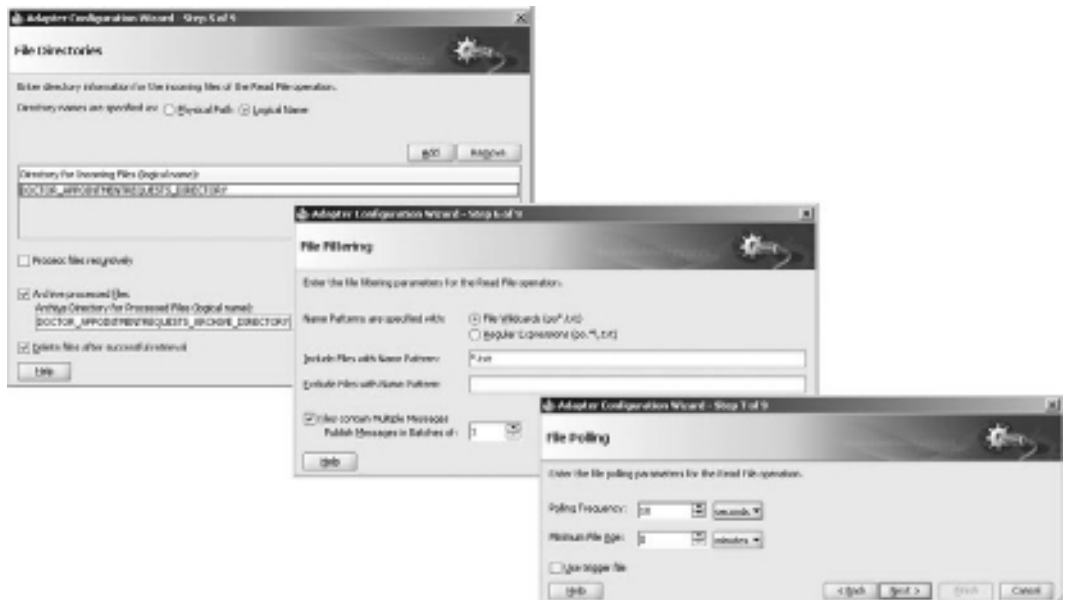 Adapter Configuration Wizard - Step 5 of 9
File Directories
Enter directory information for the incoming files of the Read File operation.
Directory names are specified as: Physical Path Logical Name
Add Remove
Directory for Incoming Files (logical name):
DOCTOR_APPOINTMENTREQUESTS_DIRECTORY
Process files recursively
Archive processed files
Archive Directory for Processed Files (logical name):
DOCTOR_APPOINTMENTREQUESTS_ARCHIVE_DIRECTORY
Delete files after successful retrieval
Help
Adapter Configuration Wizard - Step 6 of 9
File Filtering
Enter the file filtering parameters for the Read File operation.
Name Patterns are specified with: File Wildcards (po*.txt)
Regular Expressions (po.*\.txt)
Include Files with Name Pattern:
Exclude Files with Name Pattern:
Files contain Multiple Messages
Publish Messages in Batches of: 1
Help
Adapter Configuration Wizard - Step 7 of 9
File Polling
Enter the file polling parameters for the Read File operation.
Polling Frequency: 10 seconds
Minimum File Age: 0 minutes
Use trigger file
Help < Back Next > Finish Cancel